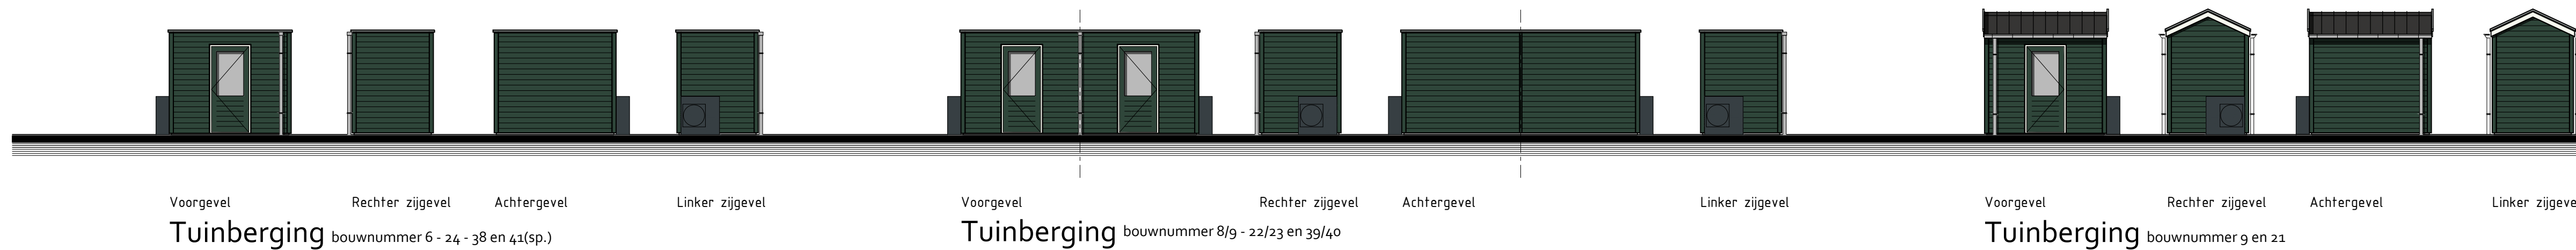 Voorgevel Rechter zijgevel Achtergevel Linker zijgevel
Tuinberging bouwnummer 6 - 24 - 38 en 41(sp.)
Voorgevel Rechter zijgevel Achtergevel Linker zijgevel
Tuinberging bouwnummer 8/9 - 22/23 en 39/40
Voorgevel Rechter zijgevel Achtergevel Linker zijgeve
Tuinberging bouwnummer 9 en 21